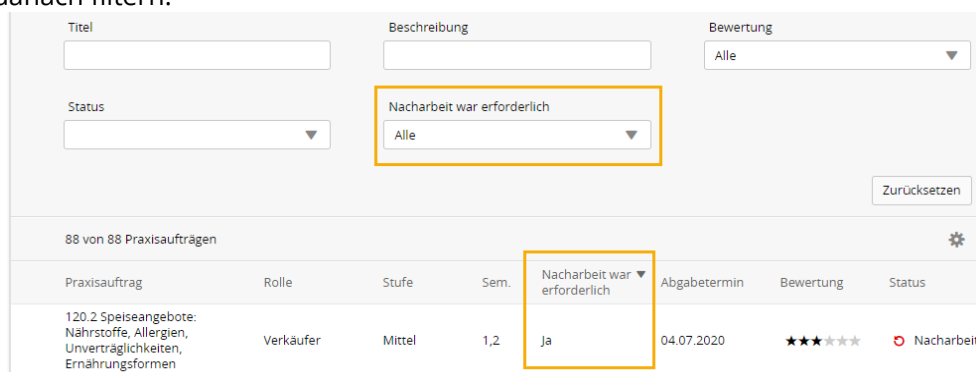 danach filtern.
Titel
Beschreibung
Bewertung
Alle
Status
Nacharbeit war erforderlich
Alle
Zurücksetzen
88 von 88 Praxisaufträgen
Praxisauftrag Rolle Stufe Sem. Nacharbeit war erforderlich Abgabetermin Bewertung Status
120.2 Speiseangebote:
Nährstoffe, Allergien,
Unverträglichkeiten,
Ernährungsformen
Verkäufer Mittel 1,2 Ja 04.07.2020 Nacharbeit